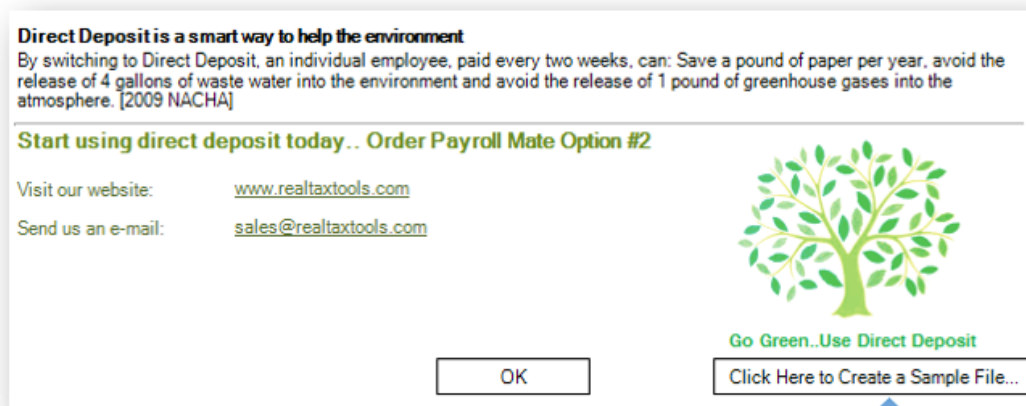 Direct Deposit is a smart way to help the environment
By switching to Direct Deposit, an individual employee, paid every two weeks, can: Save a pound of paper per year, avoid the
release of 4 gallons of waste water into the environment and avoid the release of 1 pound of greenhouse gases into the
atmosphere. [2009 NACHA]
Start using direct deposit today.. Order Payroll Mate Option #2
Visit our website: www.realtaxtools.com
Send us an e-mail: sales@realtaxtools.com
Go Green..Use Direct Deposit
OK
Click Here to Create a Sample File...